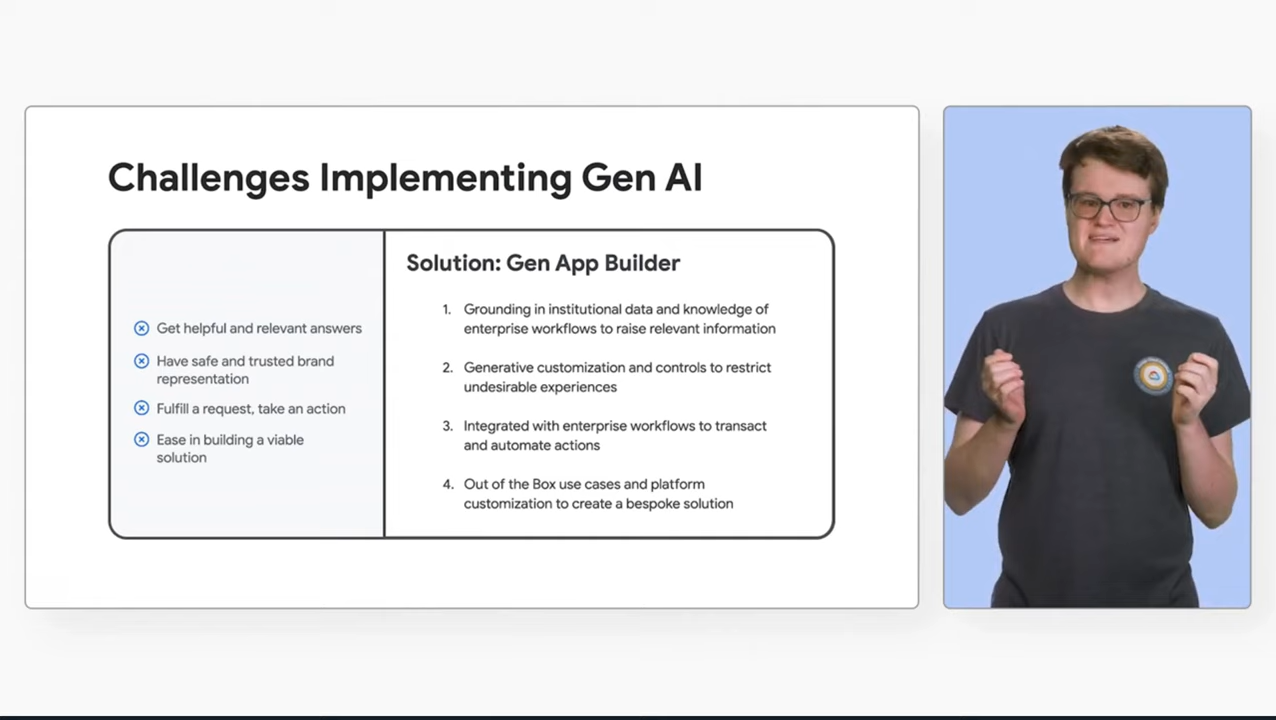 Challenges Implementing Gen AI
Get helpful and relevant answers
Have safe and trusted brand
representation
Fulfill a request, take an action
Ease in building a viable
solution
Solution: Gen App Builder
1. Grounding in institutional data and knowledge of
enterprise workflows to raise relevant information
2. Generative customization and controls to restrict
undesirable experiences
3. Integrated with enterprise workflows to transact
and automate actions
4. Out of the Box use cases and platform
customization to create a bespoke solution